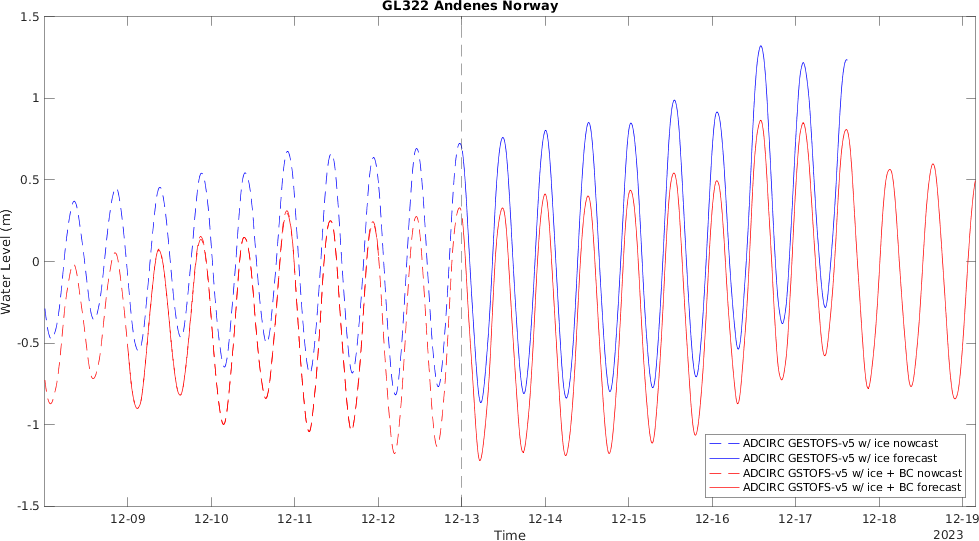 GL322 Andenes Norway
1.5
1
0.5
0
-0.5
-1
-1.5
Water Level (m)
ADCIRC GESTOFS-v5 w/ ice nowcast
ADCIRC GESTOFS-v5 w/ ice forecast
ADCIRC GSTOFS-v5 w/ ice + BC nowcast
ADCIRC GSTOFS-v5 w/ ice + BC forecast
12-09 12-10 12-11 12-12 12-13 12-14 12-15 12-16 12-17 12-18 12-19
Time
2023